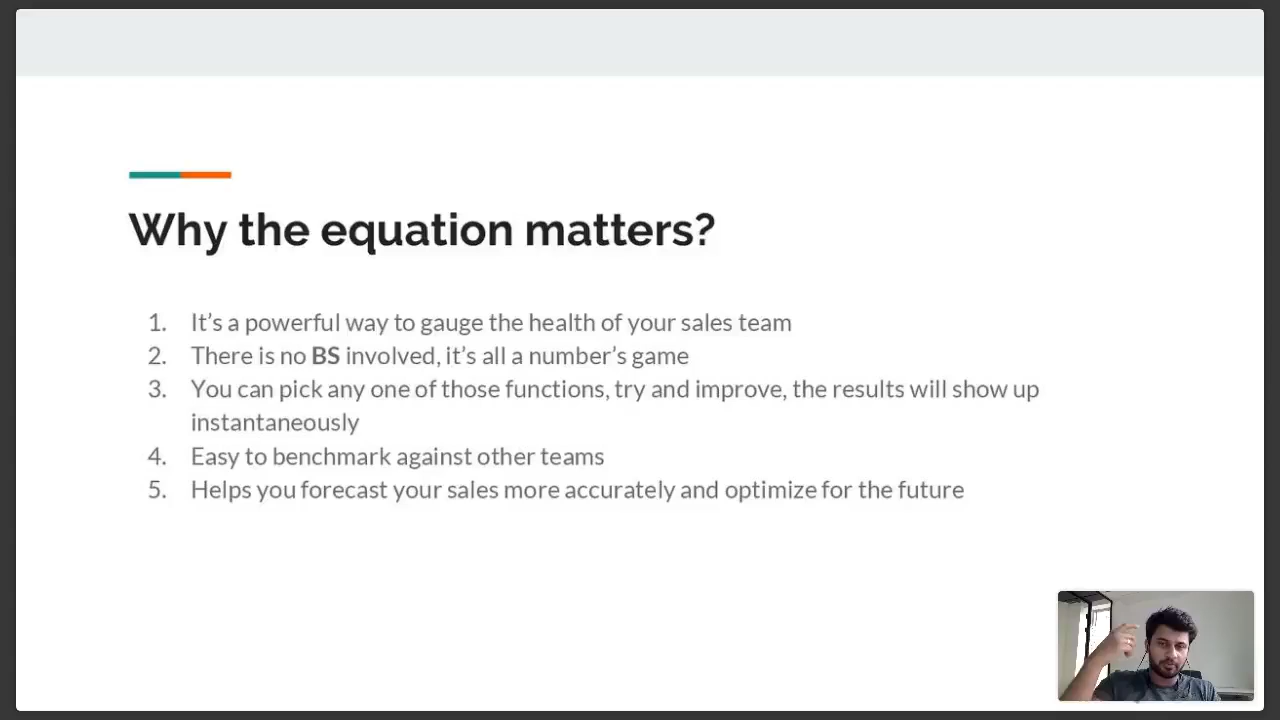 Why the equation matters?
1. It’s a powerful way to gauge the health of your sales team
2. There is no BS involved, it’s all a number’s game
3. You can pick any one of those functions, try and improve, the results will show up
instantaneously
4. Easy to benchmark against other teams
5. Helps you forecast your sales more accurately and optimize for the future